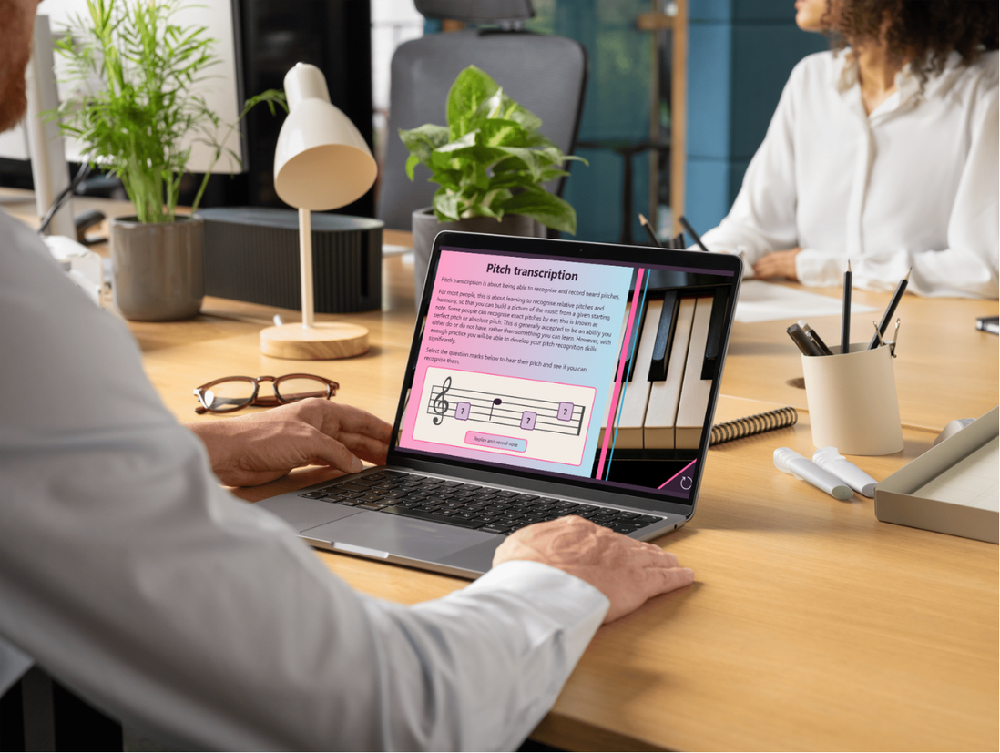 Pitch transcription
Pitch transcription is about being able to recognise and record heard pitches.
For most people, this is about learning to recognise relative pitches and
harmony, so that you can build a picture of the music from a given starting
note. Some people can recognise exact pitches by ear; this is known as
perfect pitch or absolute pitch. This is generally accepted to be an ability you
either do or do not have, rather than something you can learn. However, with
enough practice you will be able to develop your pitch recognition skills
significantly.
Select the question marks below to hear their pitch and see if you can
recognise them.
? ? ?
Replay and reveal note